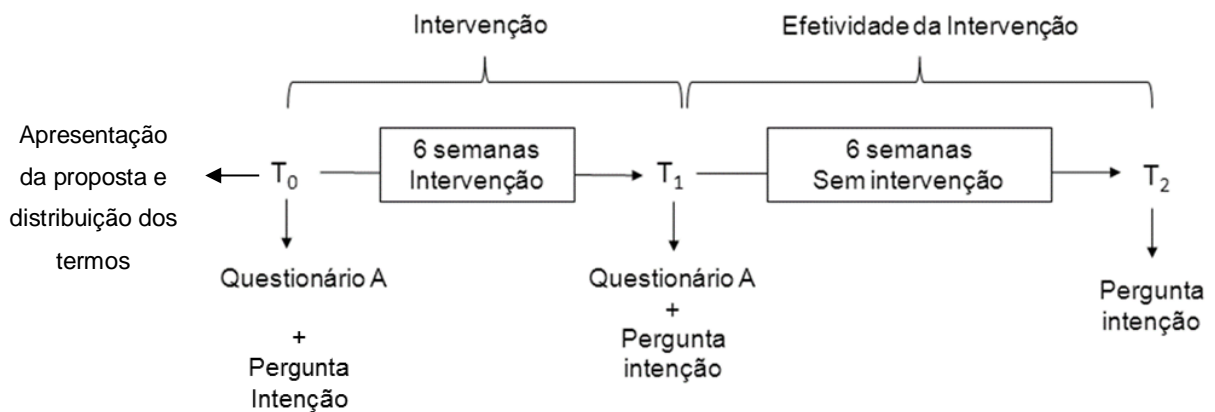 Intervenção
Efetividade da Intervenção
Apresentação
da proposta e
distribuição dos
termos
T₀
6 semanas
Intervenção
T₁
6 semanas
Sem intervenção
T₂
Questionário A
+
Pergunta
Intenção
Questionário A
+
Pergunta
intenção
Pergunta
intenção